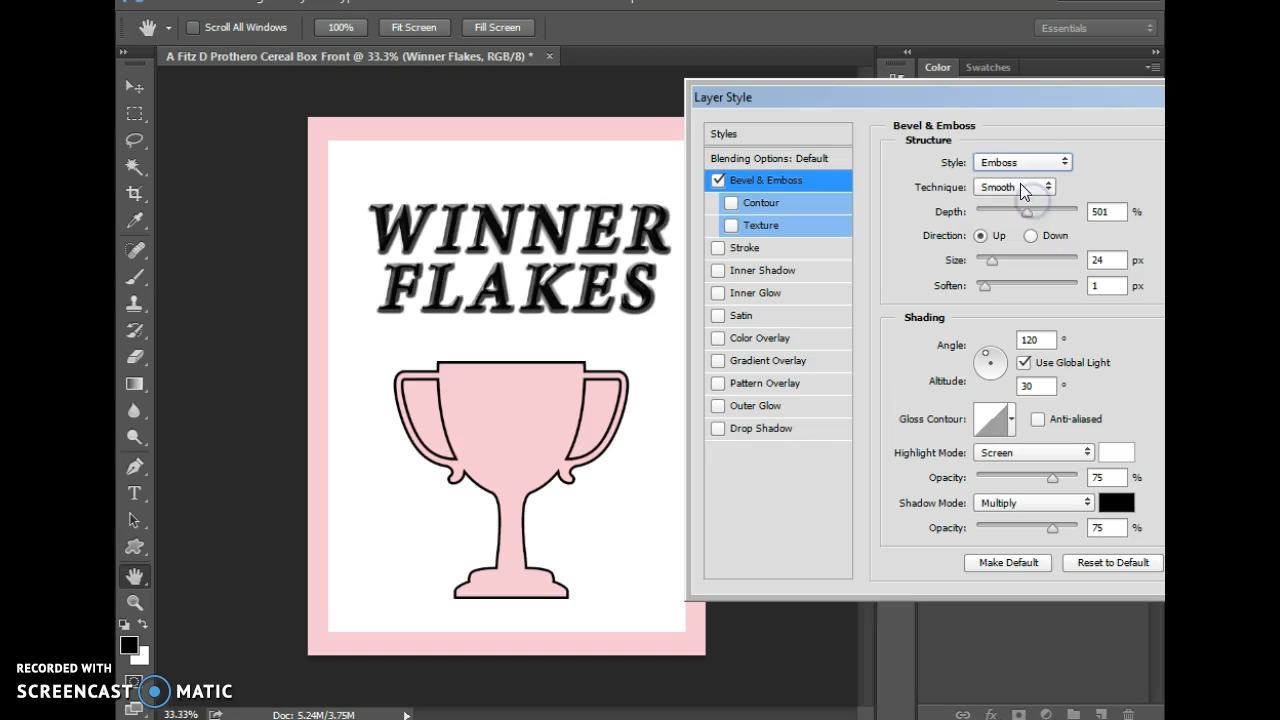 Scroll All Windows 100% Fit Screen Fill Screen Essentials
A Fitz D Prothero Cereal Box Front @ 33.3% (Winner Flakes, RGB/8) * ×
Color Swatches
Layer Style
Styles
Blending Options: Default
Bevel & Emboss
Contour
Texture
Stroke
Inner Shadow
Inner Glow
Satin
Color Overlay
Gradient Overlay
Pattern Overlay
Outer Glow
Drop Shadow
Bevel & Emboss
Structure
Style: Emboss
Technique: Smooth
Depth: 501 %
Direction: Up Down
Size: 24 px
Soften: 1 px
Shading
Angle: 120 °
Use Global Light
Altitude: 30 °
Gloss Contour: Anti-aliased
Highlight Mode: Screen
Opacity: 75 %
Shadow Mode: Multiply
Opacity: 75 %
Make Default Reset to Default
WINNER
FLAKES
RECORDED WITH
SCREENCAST MATIC
33.33% Doc: 5.24M/3.75M